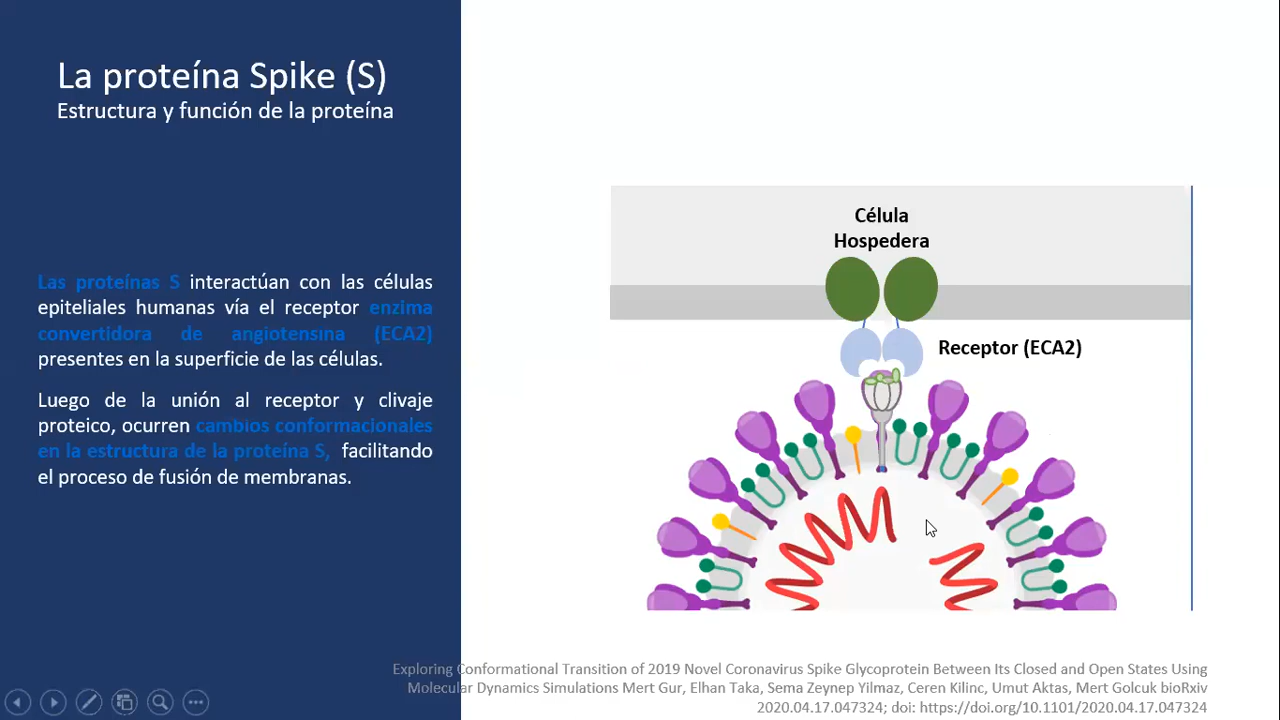 La proteína Spike (S)
Estructura y función de la proteína
Las proteínas S interactúan con las células
epiteliales humanas vía el receptor enzima
convertidora de angiotensina (ECA2)
presentes en la superficie de las células.
Luego de la unión al receptor y clivaje
proteico, ocurren cambios conformacionales
en la estructura de la proteína S, facilitando
el proceso de fusión de membranas.
Célula
Hospedera
Receptor (ECA2)
Exploring Conformational Transition of 2019 Novel Coronavirus Spike Glycoprotein Between Its Closed and Open States Using
Molecular Dynamics Simulations Mert Gur, Elhan Taka, Sema Zeynep Yilmaz, Ceren Kilinc, Umut Aktas, Mert Golcuk bioRxiv
2020.04.17.047324; doi: https://doi.org/10.1101/2020.04.17.047324